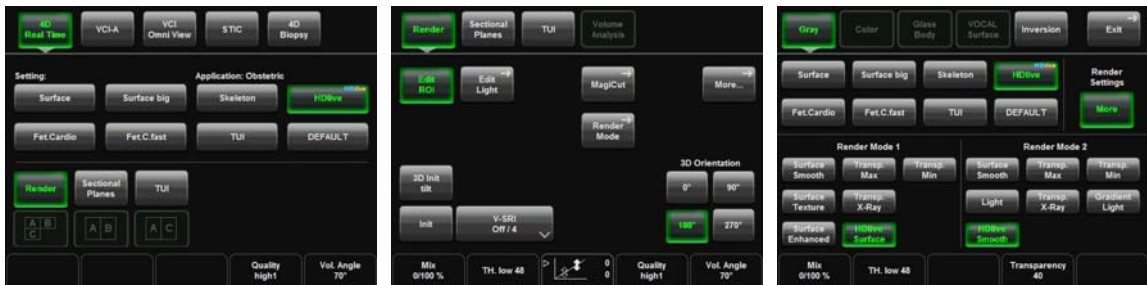 4D
Real Time
VCI-A
VCI
Omni View
STIC
4D
Biopsy
Setting:
Application: Obstetric
Surface
Surface big
Skeleton
HDlive
Fet.Cardio
Fet.C.fast
TUI
DEFAULT
Render
Sectional
Planes
TUI
A B
C
A B
A C
Quality
high1
Vol. Angle
70°
Render
Sectional
Planes
TUI
Volume
Analysis
Edit
ROI
Edit
Light
MagiCut
More...
Render
Mode
3D Orientation
3D Init
tilt
0°
90°
Init
V-SRI
Off / 4
180°
270°
Mix
0/100 %
TH. low 48
0
0
Quality
high1
Vol. Angle
70°
Gray
Color
Glass
Body
VOCAL
Surface
Inversion
Exit
Surface
Surface big
Skeleton
HDlive
Render
Settings
Fet.Cardio
Fet.C.fast
TUI
DEFAULT
More
Render Mode 1
Render Mode 2
Surface
Smooth
Transp.
Max
Transp.
Min
Surface
Smooth
Transp.
Max
Transp.
Min
Surface
Texture
Transp.
X-Ray
Light
Transp.
X-Ray
Gradient
Light
Surface
Enhanced
HDlive
Surface
HDlive
Smooth
Mix
0/100 %
TH. low 48
Transparency
40